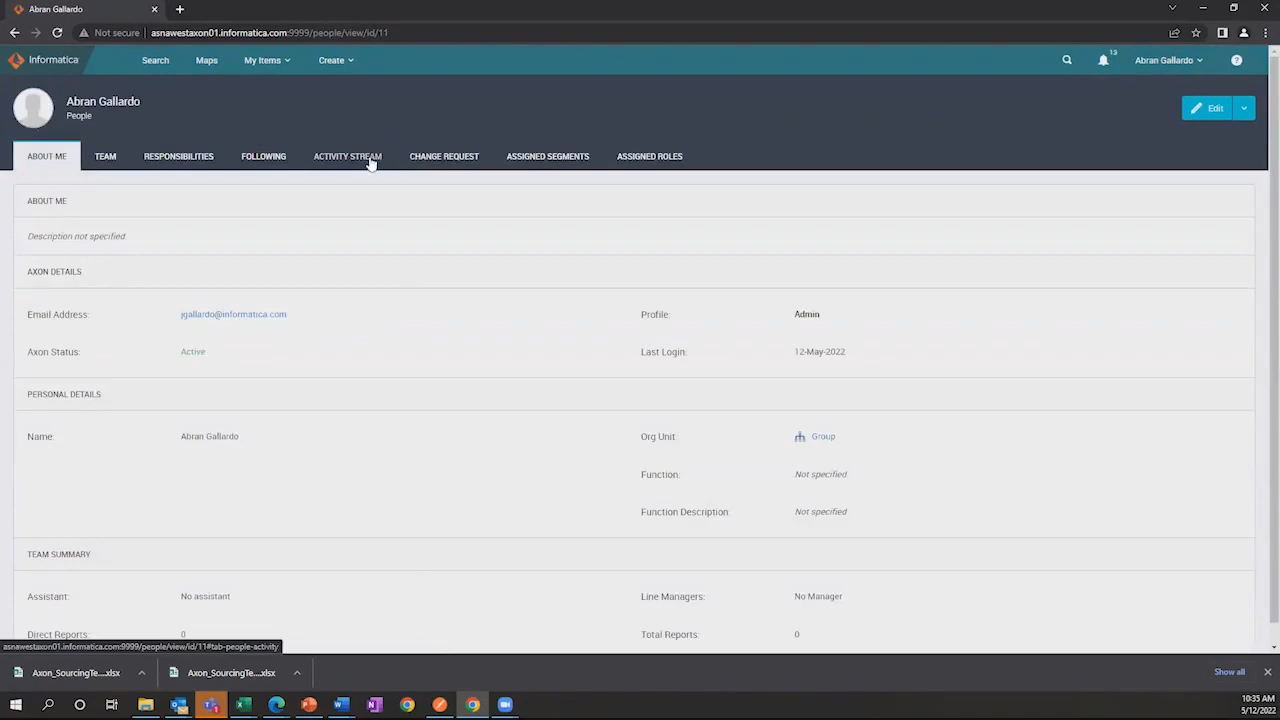 Abran Gallardo
Not secure asnawestaxon01.informatica.com:9999/people/view/id/11
Informatica Search Maps My Items Create 13 Abran Gallardo
Abran Gallardo
People
Edit
ABOUT ME TEAM RESPONSIBILITIES FOLLOWING ACTIVITY STREAM CHANGE REQUEST ASSIGNED SEGMENTS ASSIGNED ROLES
ABOUT ME
Description not specified.
AXON DETAILS
Email Address: jgallardo@informatica.com Profile: Admin
Axon Status: Active Last Login: 12-May-2022
PERSONAL DETAILS
Name: Abran Gallardo Org Unit: Group
Function: Not specified
Function Description: Not specified
TEAM SUMMARY
Assistant: No assistant Line Managers: No Manager
Direct Reports: 0 Total Reports: 0
asnawestaxon01.informatica.com:9999/people/view/id/11#tab-people-activity
Axon_SourcingTe....xlsx Axon_SourcingTe....xlsx Show all
10:35 AM
5/12/2022